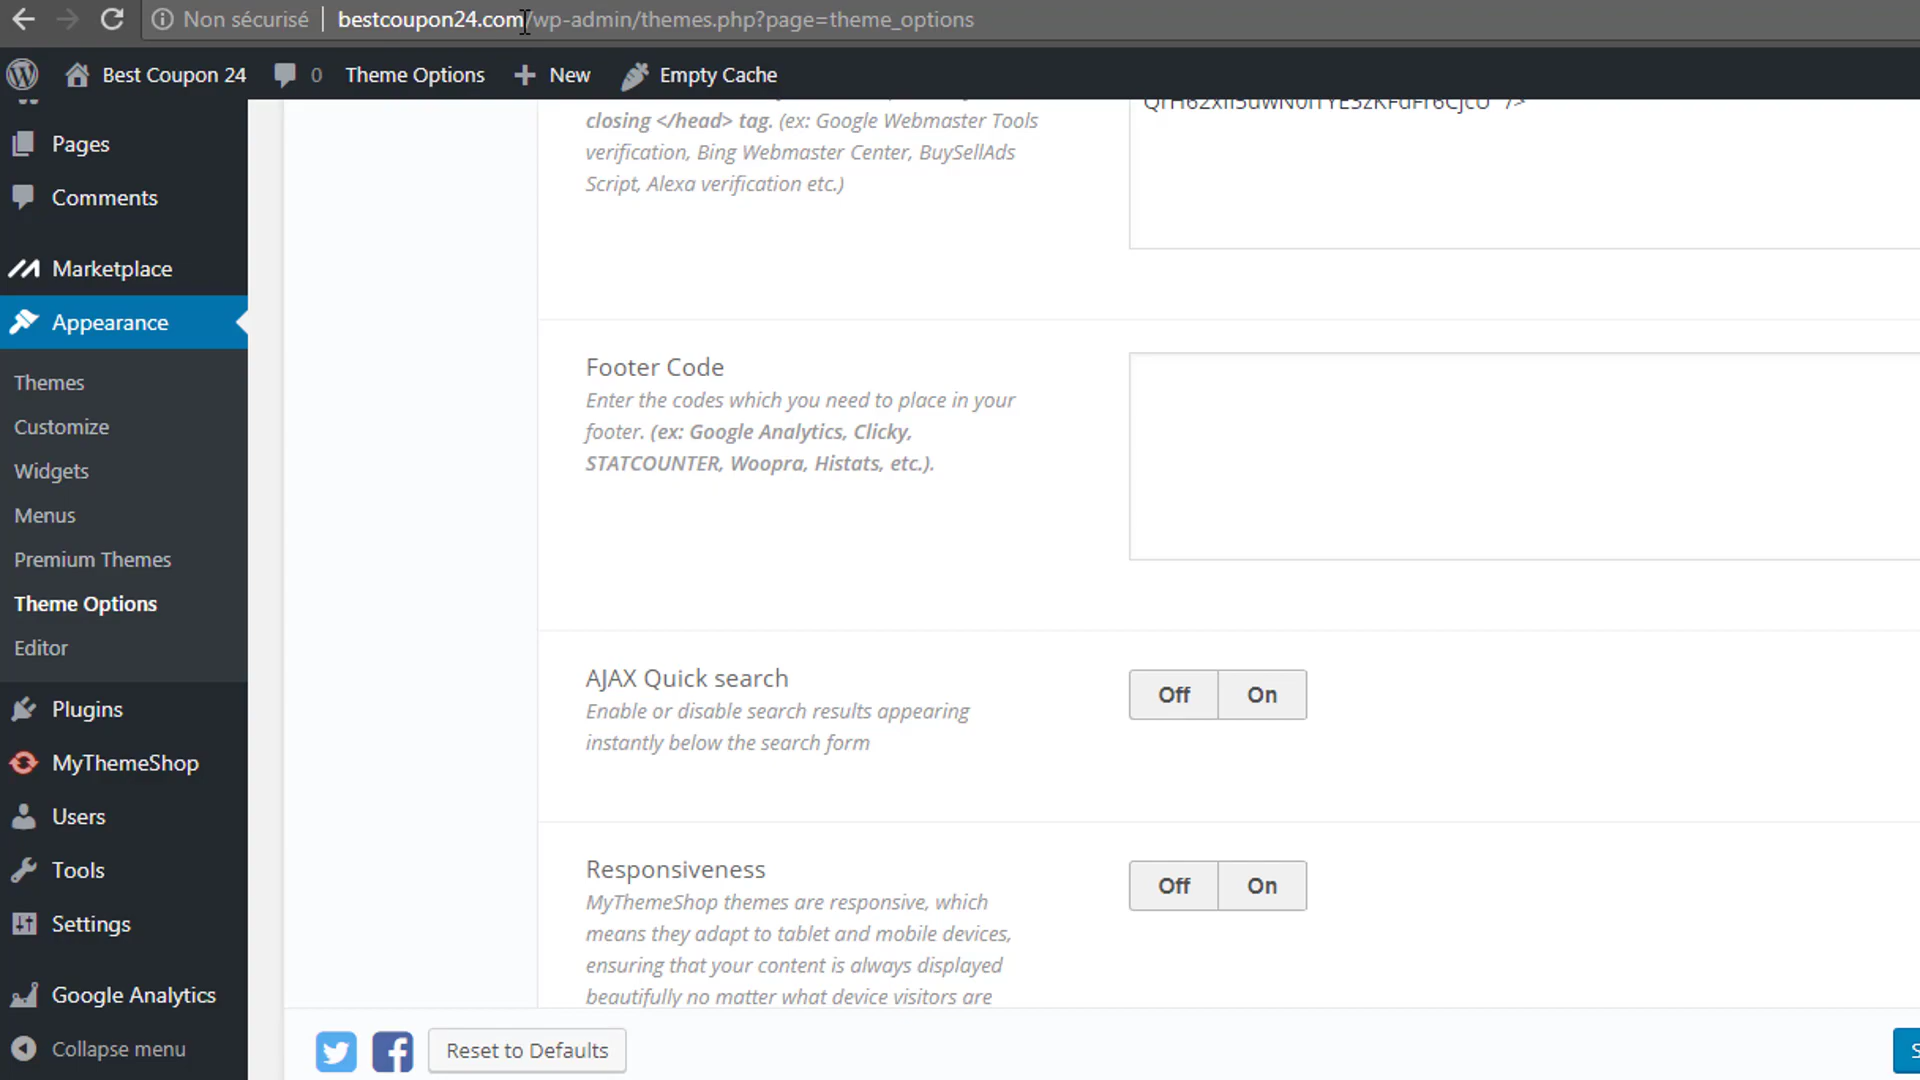 Non sécurisé | bestcoupon24.com/wp-admin/themes.php?page=theme_options
Best Coupon 24 0 Theme Options New Empty Cache
Pages
Comments
Marketplace
Appearance
Themes
Customize
Widgets
Menus
Premium Themes
Theme Options
Editor
Plugins
MyThemeShop
Users
Tools
Settings
Google Analytics
Collapse menu
closing </head> tag. (ex: Google Webmaster Tools
verification, Bing Webmaster Center, BuySellAds
Script, Alexa verification etc.)
Footer Code
Enter the codes which you need to place in your
footer. (ex: Google Analytics, Clicky,
STATCOUNTER, Woopra, Histats, etc.).
AJAX Quick search
Enable or disable search results appearing
instantly below the search form
Off On
Responsiveness
MyThemeShop themes are responsive, which
means they adapt to tablet and mobile devices,
ensuring that your content is always displayed
beautifully no matter what device visitors are
Off On
Reset to Defaults